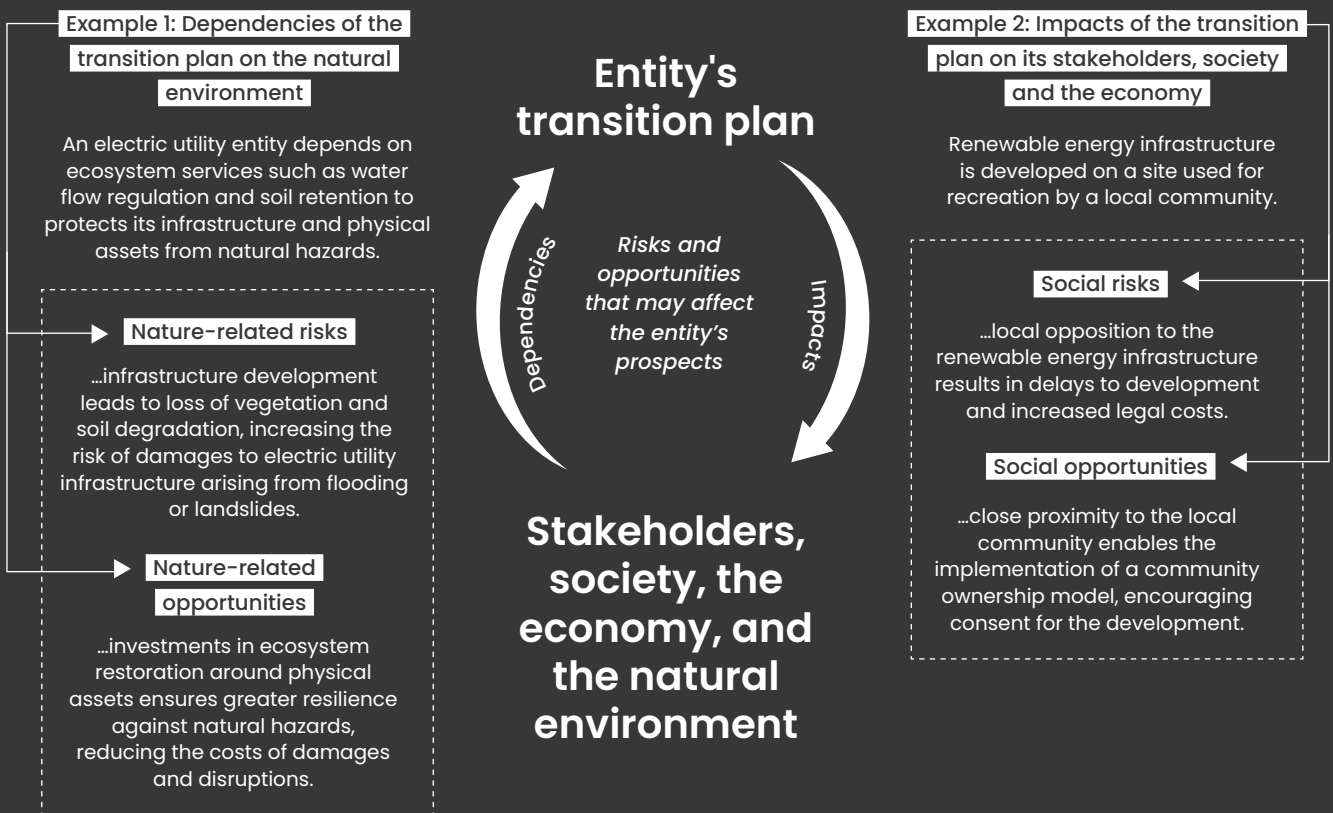 Example 1: Dependencies of the
transition plan on the natural
environment
An electric utility entity depends on
ecosystem services such as water
flow regulation and soil retention to
protects its infrastructure and physical
assets from natural hazards.
Nature-related risks
...infrastructure development
leads to loss of vegetation and
soil degradation, increasing the
risk of damages to electric utility
infrastructure arising from flooding
or landslides.
Nature-related
opportunities
...investments in ecosystem
restoration around physical
assets ensures greater resilience
against natural hazards,
reducing the costs of damages
and disruptions.
Entity's
transition plan
Dependencies
Risks and
opportunities
that may affect
the entity’s
prospects
Impacts
Stakeholders,
society, the
economy, and
the natural
environment
Example 2: Impacts of the transition
plan on its stakeholders, society
and the economy
Renewable energy infrastructure
is developed on a site used for
recreation by a local community.
Social risks
...local opposition to the
renewable energy infrastructure
results in delays to development
and increased legal costs.
Social opportunities
...close proximity to the local
community enables the
implementation of a community
ownership model, encouraging
consent for the development.